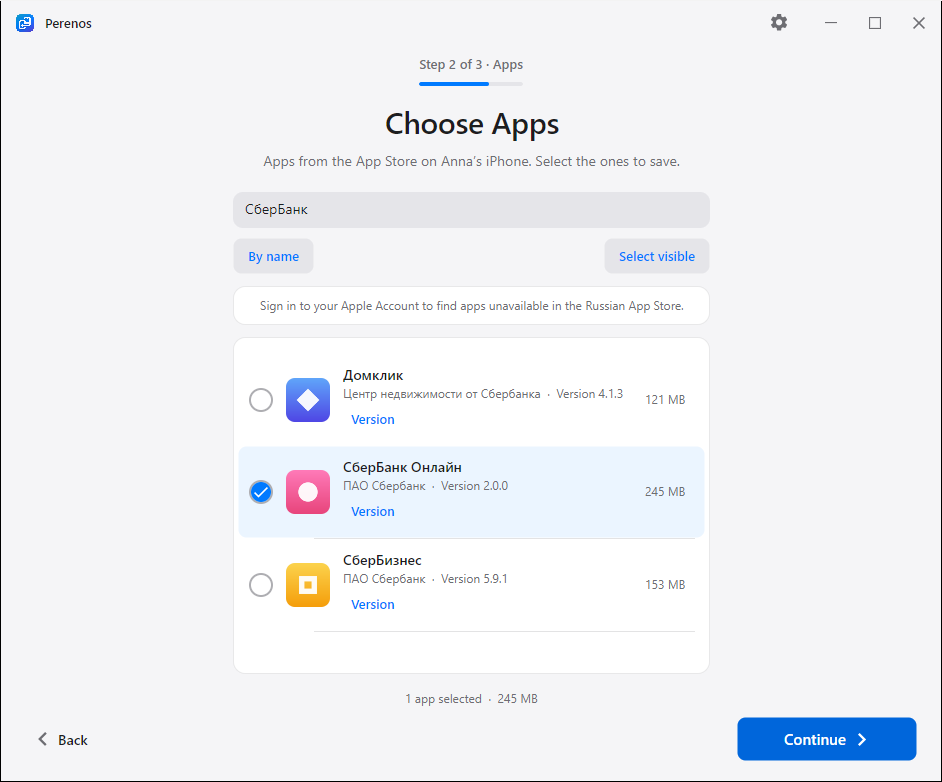 Perenos
Step 2 of 3 · Apps
Choose Apps
Apps from the App Store on Anna's iPhone. Select the ones to save.
СберБанк
By name
Select visible
Sign in to your Apple Account to find apps unavailable in the Russian App Store.
Домклик
Центр недвижимости от Сбербанка · Version 4.1.3
121 MB
Version
СберБанк Онлайн
ПАО Сбербанк · Version 2.0.0
245 MB
Version
СберБизнес
ПАО Сбербанк · Version 5.9.1
153 MB
Version
1 app selected · 245 MB
Back
Continue